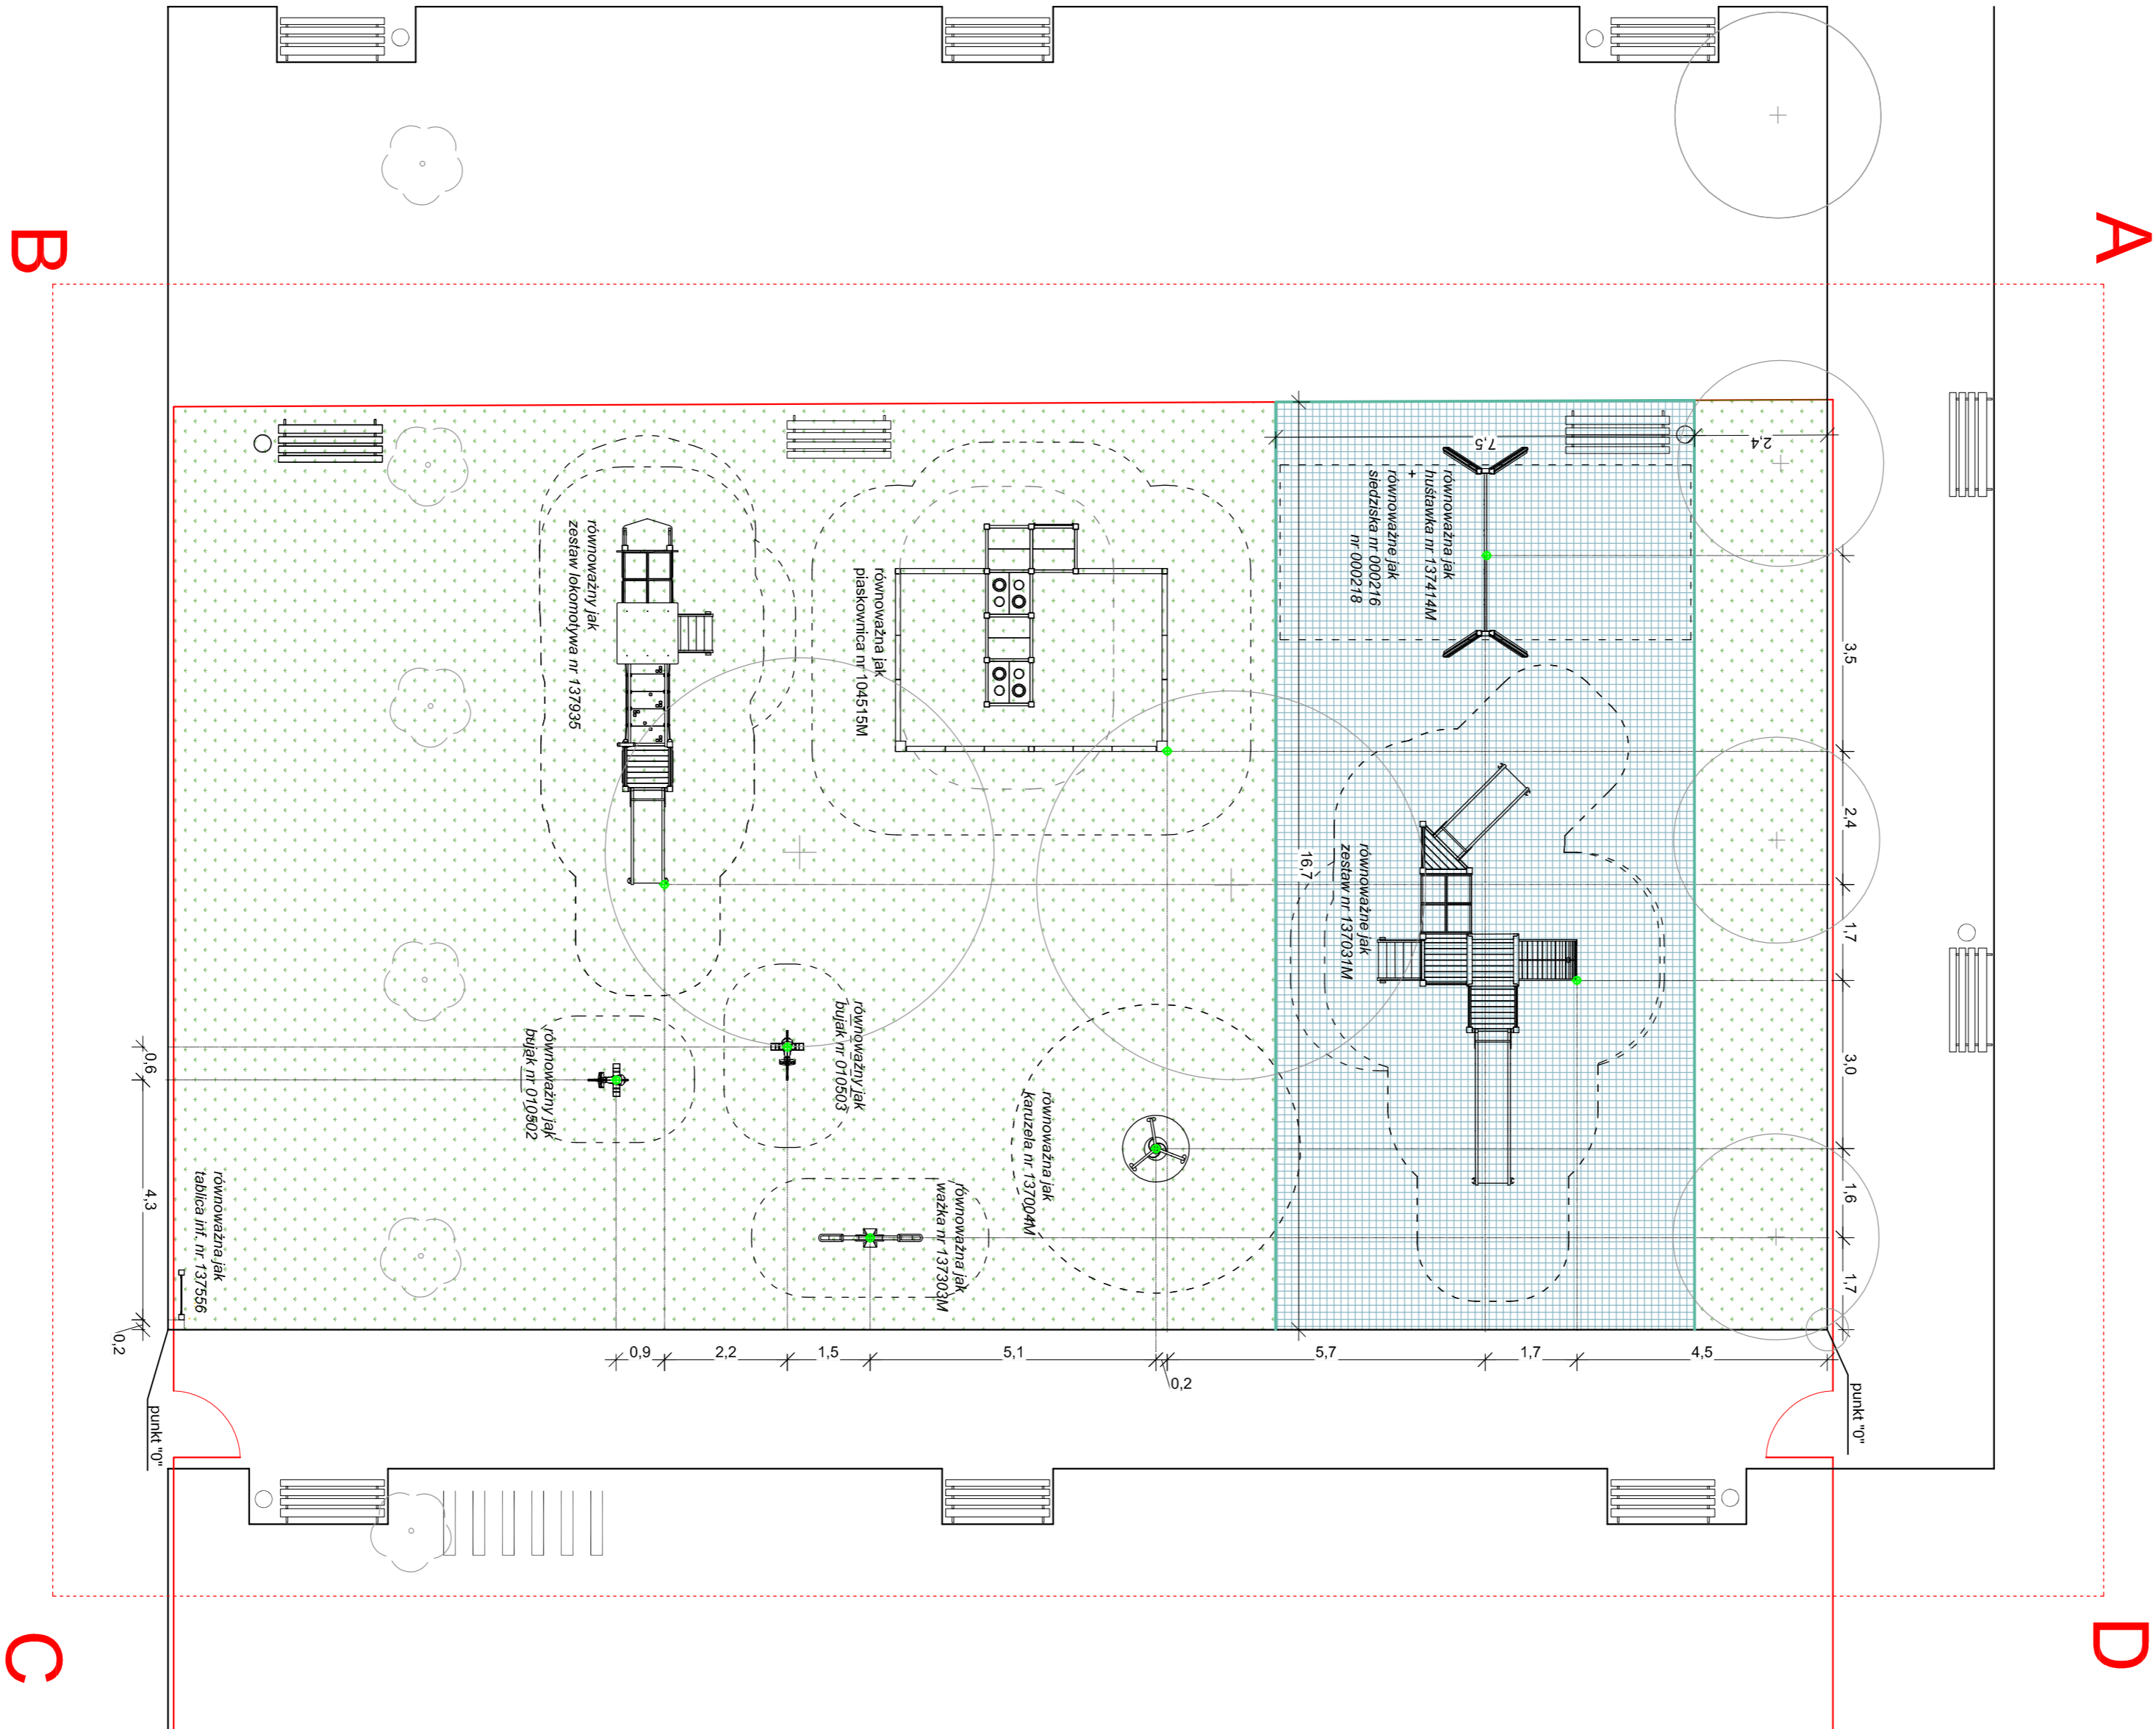 B
A
7,5
2,4
równoważna jak
huśtawka nr 137414M
+
równoważne jak
siedziska nr 000216
nr 000218
równoważny jak
zestaw lokomotywa nr 137935
równoważna jak
piaskownica nr 104515M
3,5
2,4
1,7
3,0
1,6
1,7
16,7
równoważne jak
zestaw nr 137031M
równoważny jak
bujak nr 010503
równoważny jak
bujak nr 010502
równoważna jak
karuzela nr 137004M
równoważna jak
ważka nr 137303M
równoważna jak
tablica inf. nr 137556
0,6
4,3
0,2
0,9
2,2
1,5
5,1
0,2
5,7
1,7
4,5
punkt "0"
punkt "0"
C
D